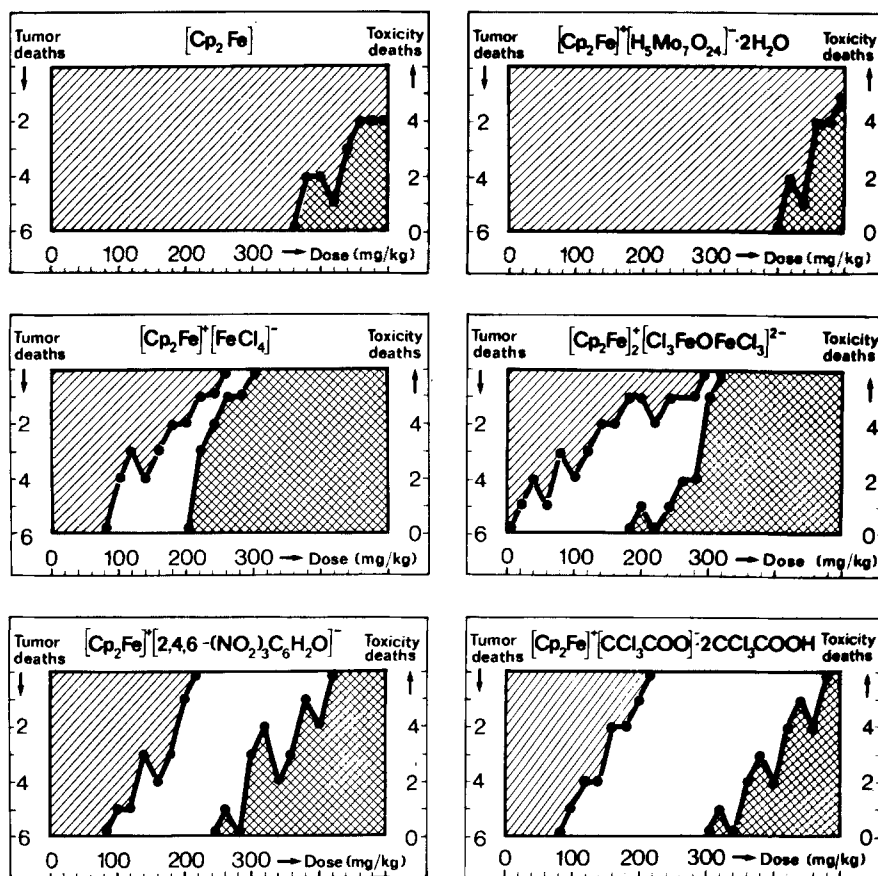 Tumor deaths [Cp₂Fe] Toxicity deaths
2 4
4 2
6 0
0 100 200 300 → Dose (mg/kg)
Tumor deaths [Cp₂Fe]⁺[H₅Mo₇O₂₄]⁻·2H₂O Toxicity deaths
2 4
4 2
6 0
0 100 200 300 → Dose (mg/kg)
Tumor deaths [Cp₂Fe]⁺[FeCl₄]⁻ Toxicity deaths
2 4
4 2
6 0
0 100 200 300 → Dose (mg/kg)
Tumor deaths [Cp₂Fe]₂⁺[Cl₃FeOFeCl₃]²⁻ Toxicity deaths
2 4
4 2
6 0
0 100 200 300 → Dose (mg/kg)
Tumor deaths [Cp₂Fe]⁺[2,4,6-(NO₂)₃C₆H₂O]⁻ Toxicity deaths
2 4
4 2
6 0
0 100 200 300 → Dose (mg/kg)
Tumor deaths [Cp₂Fe]⁺[CCl₃COO]⁻·2CCl₃COOH Toxicity deaths
2 4
4 2
6 0
0 100 200 300 → Dose (mg/kg)